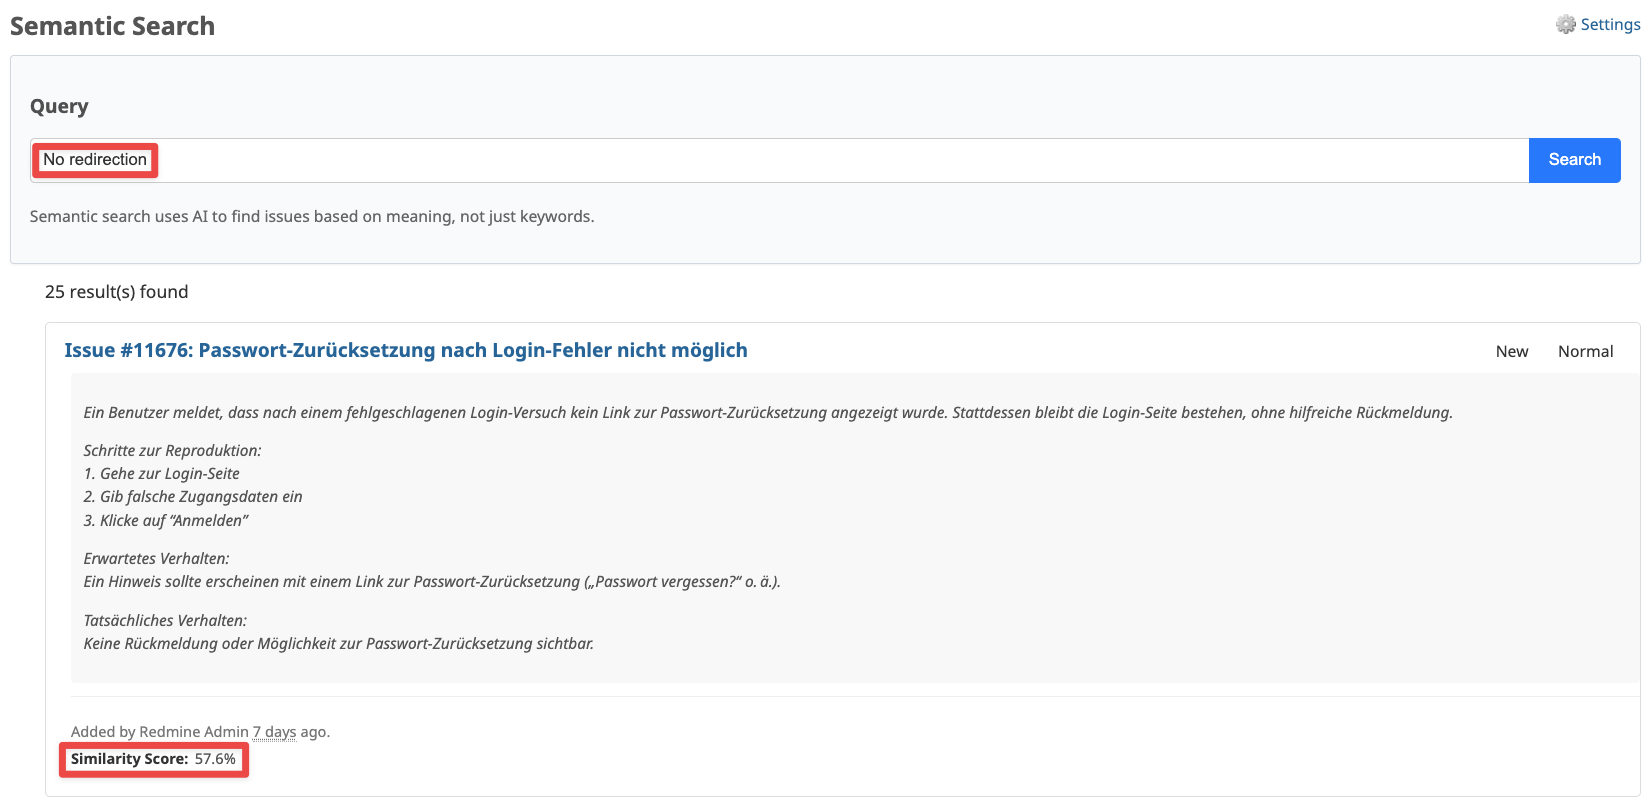 Semantic Search
Settings
Query
No redirection
Search
Semantic search uses AI to find issues based on meaning, not just keywords.
25 result(s) found
Issue #11676: Passwort-Zurücksetzung nach Login-Fehler nicht möglich
New Normal
Ein Benutzer meldet, dass nach einem fehlgeschlagenen Login-Versuch kein Link zur Passwort-Zurücksetzung angezeigt wurde. Stattdessen bleibt die Login-Seite bestehen, ohne hilfreiche Rückmeldung.
Schritte zur Reproduktion:
1. Gehe zur Login-Seite
2. Gib falsche Zugangsdaten ein
3. Klicke auf “Anmelden”
Erwartetes Verhalten:
Ein Hinweis sollte erscheinen mit einem Link zur Passwort-Zurücksetzung („Passwort vergessen?“ o. ä.).
Tatsächliches Verhalten:
Keine Rückmeldung oder Möglichkeit zur Passwort-Zurücksetzung sichtbar.
Added by Redmine Admin 7 days ago.
Similarity Score: 57.6%